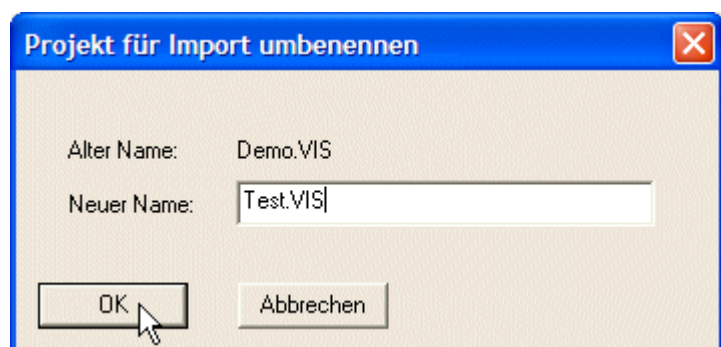 Projekt für Import umbenennen
Alter Name: Demo.VIS
Neuer Name: Test.VIS
OK Abbrechen